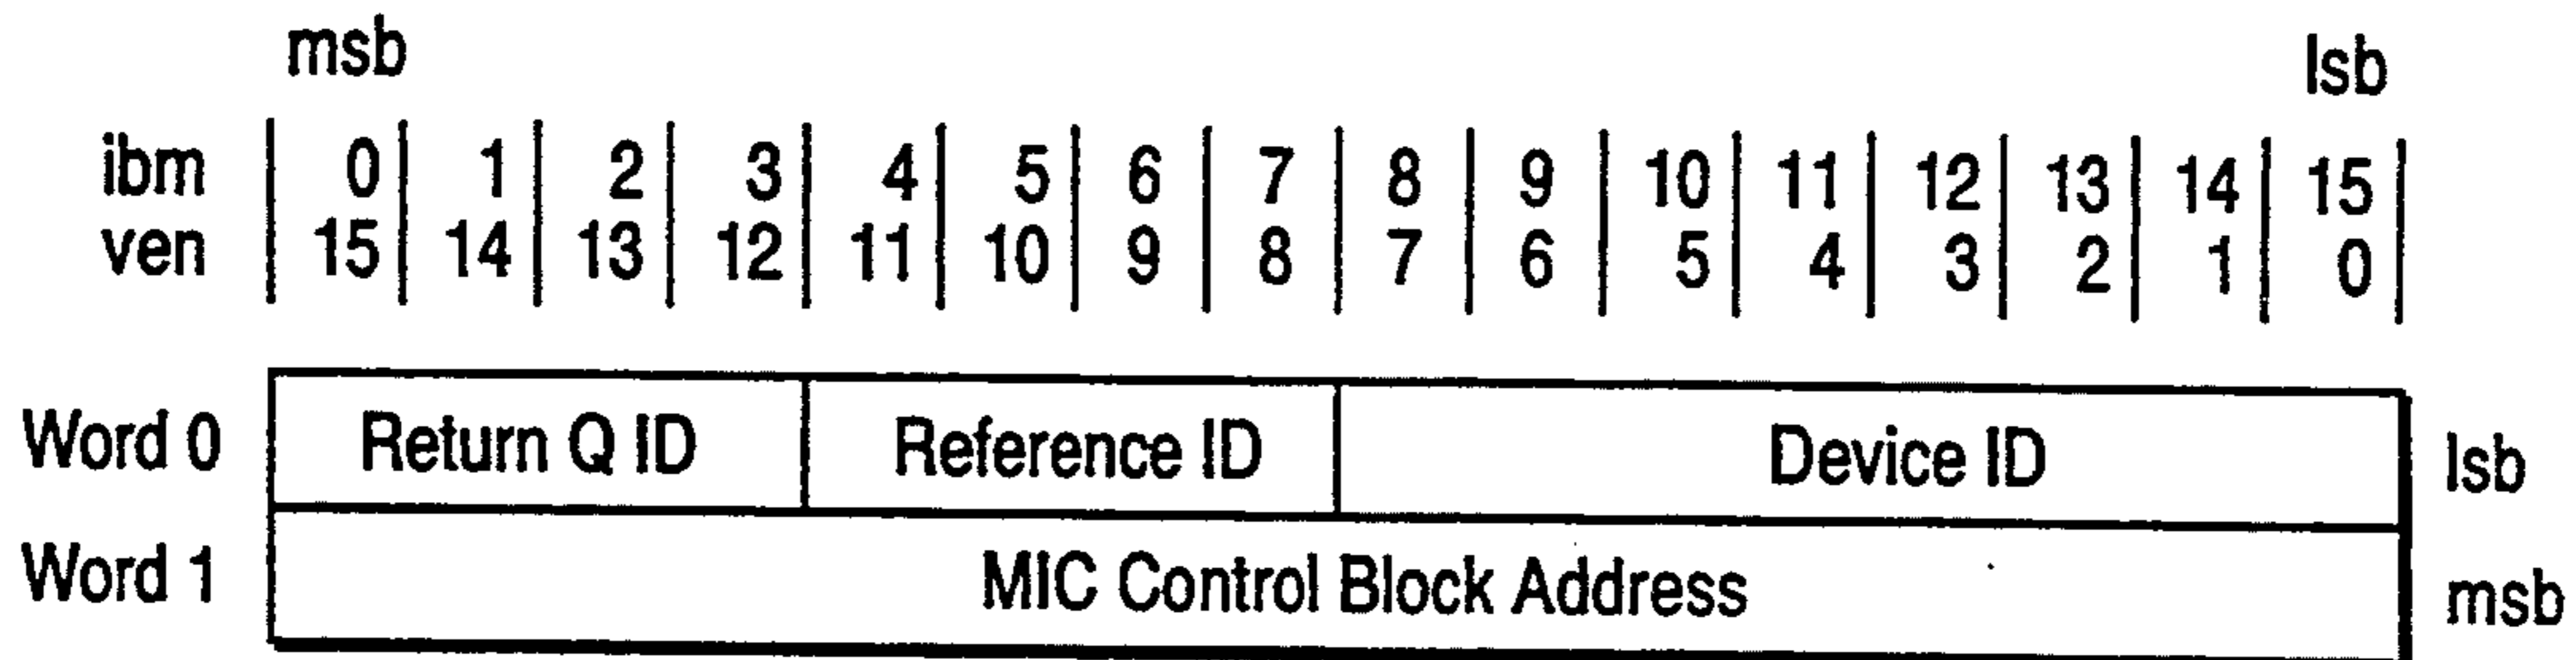 msb lsb
ibm 0 1 2 3 4 5 6 7 8 9 10 11 12 13 14 15
ven 15 14 13 12 11 10 9 8 7 6 5 4 3 2 1 0
Word 0 Return Q ID Reference ID Device ID lsb
Word 1 MIC Control Block Address msb